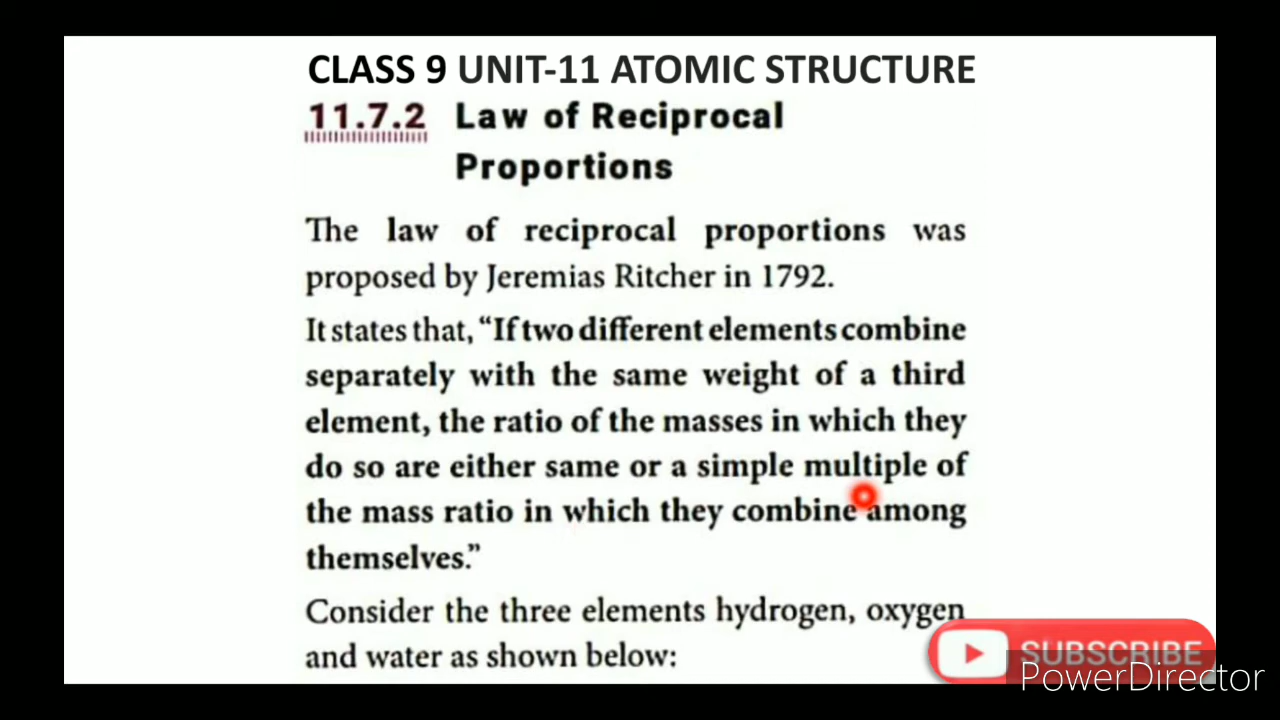 CLASS 9 UNIT-11 ATOMIC STRUCTURE
11.7.2 Law of Reciprocal
Proportions
The law of reciprocal proportions was
proposed by Jeremias Ritcher in 1792.
It states that, “If two different elements combine
separately with the same weight of a third
element, the ratio of the masses in which they
do so are either same or a simple multiple of
the mass ratio in which they combine among
themselves.”
Consider the three elements hydrogen, oxygen
and water as shown below:
SUBSCRIBE
PowerDirector